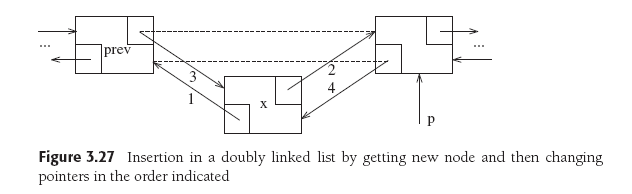 ...
...
prev
3
2
1
x
4
p
Figure 3.27 Insertion in a doubly linked list by getting new node and then changing
pointers in the order indicated